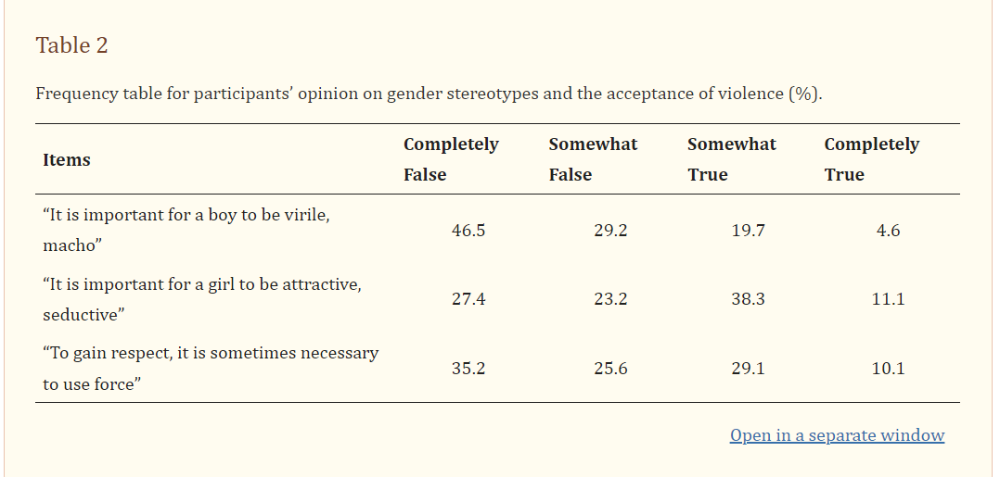 Table 2
Frequency table for participants’ opinion on gender stereotypes and the acceptance of violence (%).
Items
Completely False
Somewhat False
Somewhat True
Completely True
“It is important for a boy to be virile,
macho”
46.5 29.2 19.7 4.6
“It is important for a girl to be attractive,
seductive”
27.4 23.2 38.3 11.1
“To gain respect, it is sometimes necessary
to use force”
35.2 25.6 29.1 10.1
Open in a separate window